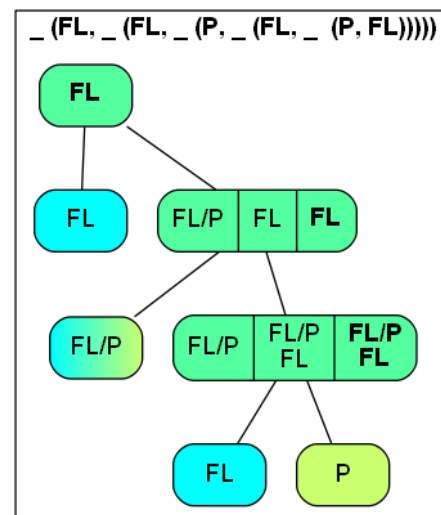 _ (FL, _ (FL, _ (P, _ (FL, _ (P, FL)))))
FL
FL
FL/P FL FL
FL/P
FL/P FL/P FL/P
FL FL
FL P